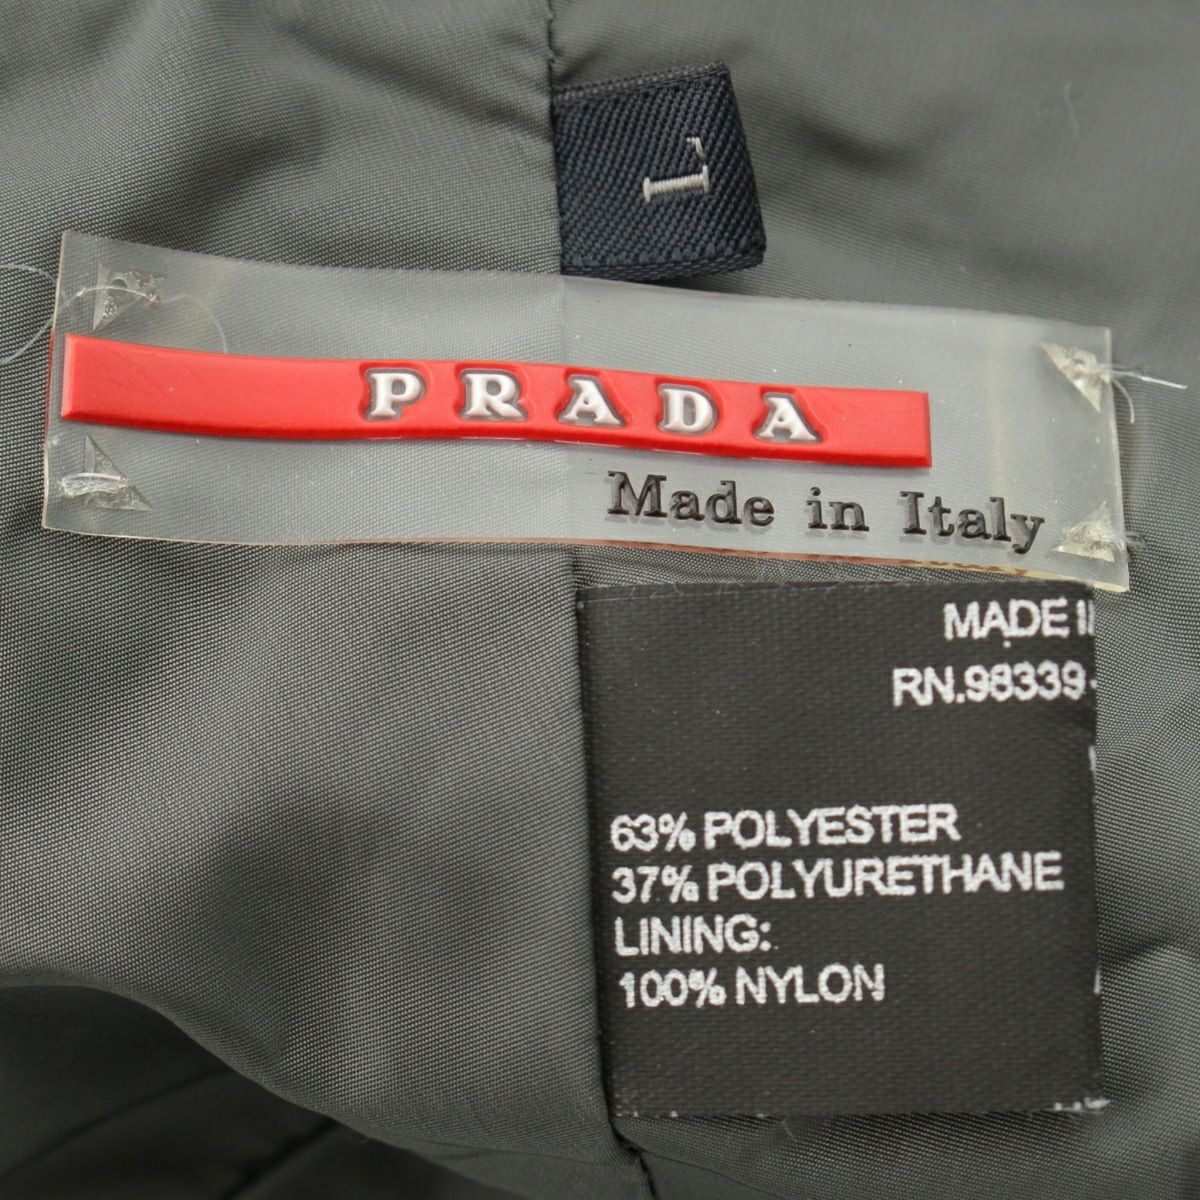 L
PRADA
Made in Italy
MADE
RN.98339
63% POLYESTER
37% POLYURETHANE
LINING:
100% NYLON